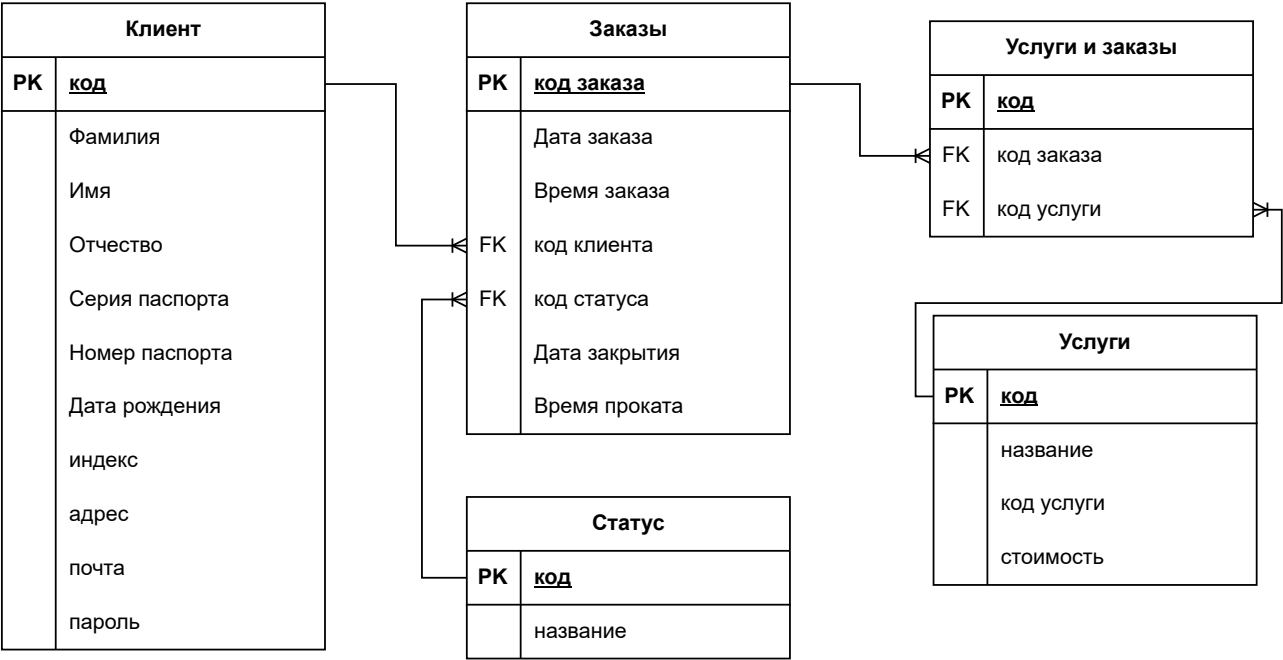 Клиент
PK код
Фамилия
Имя
Отчество
Серия паспорта
Номер паспорта
Дата рождения
индекс
адрес
почта
пароль
Заказы
PK код заказа
Дата заказа
Время заказа
FK код клиента
FK код статуса
Дата закрытия
Время проката
Статус
PK код
название
Услуги и заказы
PK код
FK код заказа
FK код услуги
Услуги
PK код
название
код услуги
стоимость